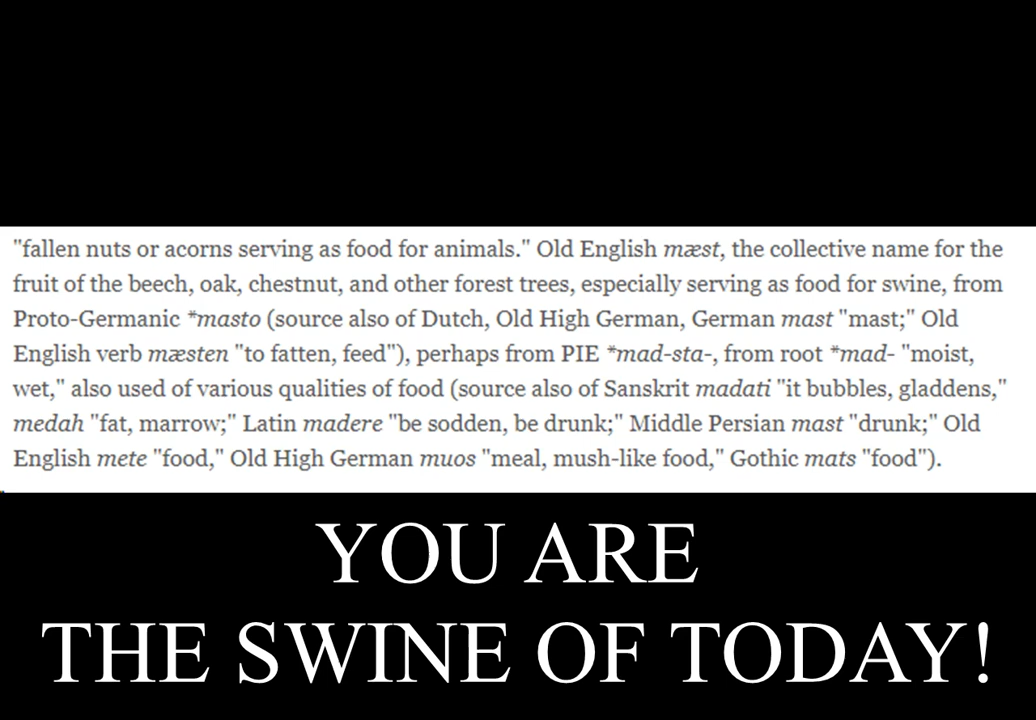 "fallen nuts or acorns serving as food for animals." Old English mæst, the collective name for the
fruit of the beech, oak, chestnut, and other forest trees, especially serving as food for swine, from
Proto-Germanic *masto (source also of Dutch, Old High German, German mast "mast;" Old
English verb mæsten "to fatten, feed"), perhaps from PIE *mad-sta-, from root *mad- "moist,
wet," also used of various qualities of food (source also of Sanskrit madati "it bubbles, gladdens,"
medah "fat, marrow;" Latin madere "be sodden, be drunk;" Middle Persian mast "drunk;" Old
English mete "food," Old High German muos "meal, mush-like food," Gothic mats "food").
YOU ARE
THE SWINE OF TODAY!